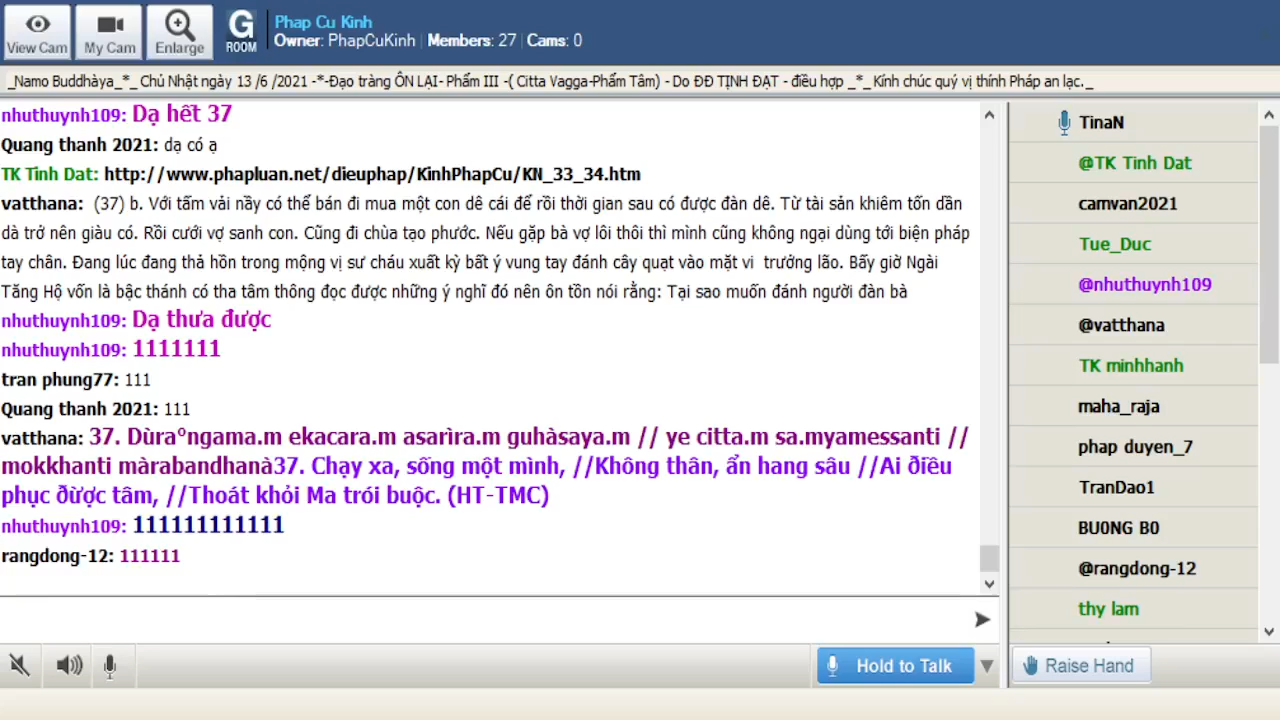 View Cam
My Cam
Enlarge
G
ROOM
Phap Cu Kinh
Owner: PhapCuKinh | Members: 27 | Cams: 0
_Namo Buddhàya_*_ Chủ Nhật ngày 13 /6 /2021 -*-Đạo tràng ÔN LẠI- Phẩm III -( Citta Vagga-Phẩm Tâm) - Do ĐĐ TỊNH ĐẠT - điều hợp _*_ Kính chúc quý vị thính Pháp an lạc._
nhuthuynh109: Dạ hết 37
Quang thanh 2021: dạ có ạ
TK Tinh Dat: http://www.phapluan.net/dieuphap/KinhPhapCu/KN_33_34.htm
vatthana: (37) b. Với tấm vải nầy có thể bán đi mua một con dê cái để rồi thời gian sau có được đàn dê. Từ tài sản khiêm tốn dần
dà trở nên giàu có. Rồi cưới vợ sanh con. Cũng đi chùa tạo phước. Nếu gặp bà vợ lôi thôi thì mình cũng không ngại dùng tới biện pháp
tay chân. Đang lúc đang thả hồn trong mộng vị sư cháu xuất kỳ bất ý vung tay đánh cây quạt vào mặt vi trưởng lão. Bấy giờ Ngài
Tăng Hộ vốn là bậc thánh có tha tâm thông đọc được những ý nghĩ đó nên ôn tồn nói rằng: Tại sao muốn đánh người đàn bà
nhuthuynh109: Dạ thưa được
nhuthuynh109: 1111111
tran phung77: 111
Quang thanh 2021: 111
vatthana: 37. Dùraºngama.m ekacara.m asarìra.m guhàsaya.m // ye citta.m sa.myamessanti //
mokkhanti màrabandhanà37. Chạy xa, sống một mình, //Không thân, ẩn hang sâu //Ai ðiều
phục ðừợc tâm, //Thoát khỏi Ma trói buộc. (HT-TMC)
nhuthuynh109: 111111111111
rangdong-12: 111111
Hold to Talk
TinaN
@TK Tinh Dat
camvan2021
Tue_Duc
@nhuthuynh109
@vatthana
TK minhhanh
maha_raja
phap duyen_7
TranDao1
BU0NG B0
@rangdong-12
thy lam
Raise Hand